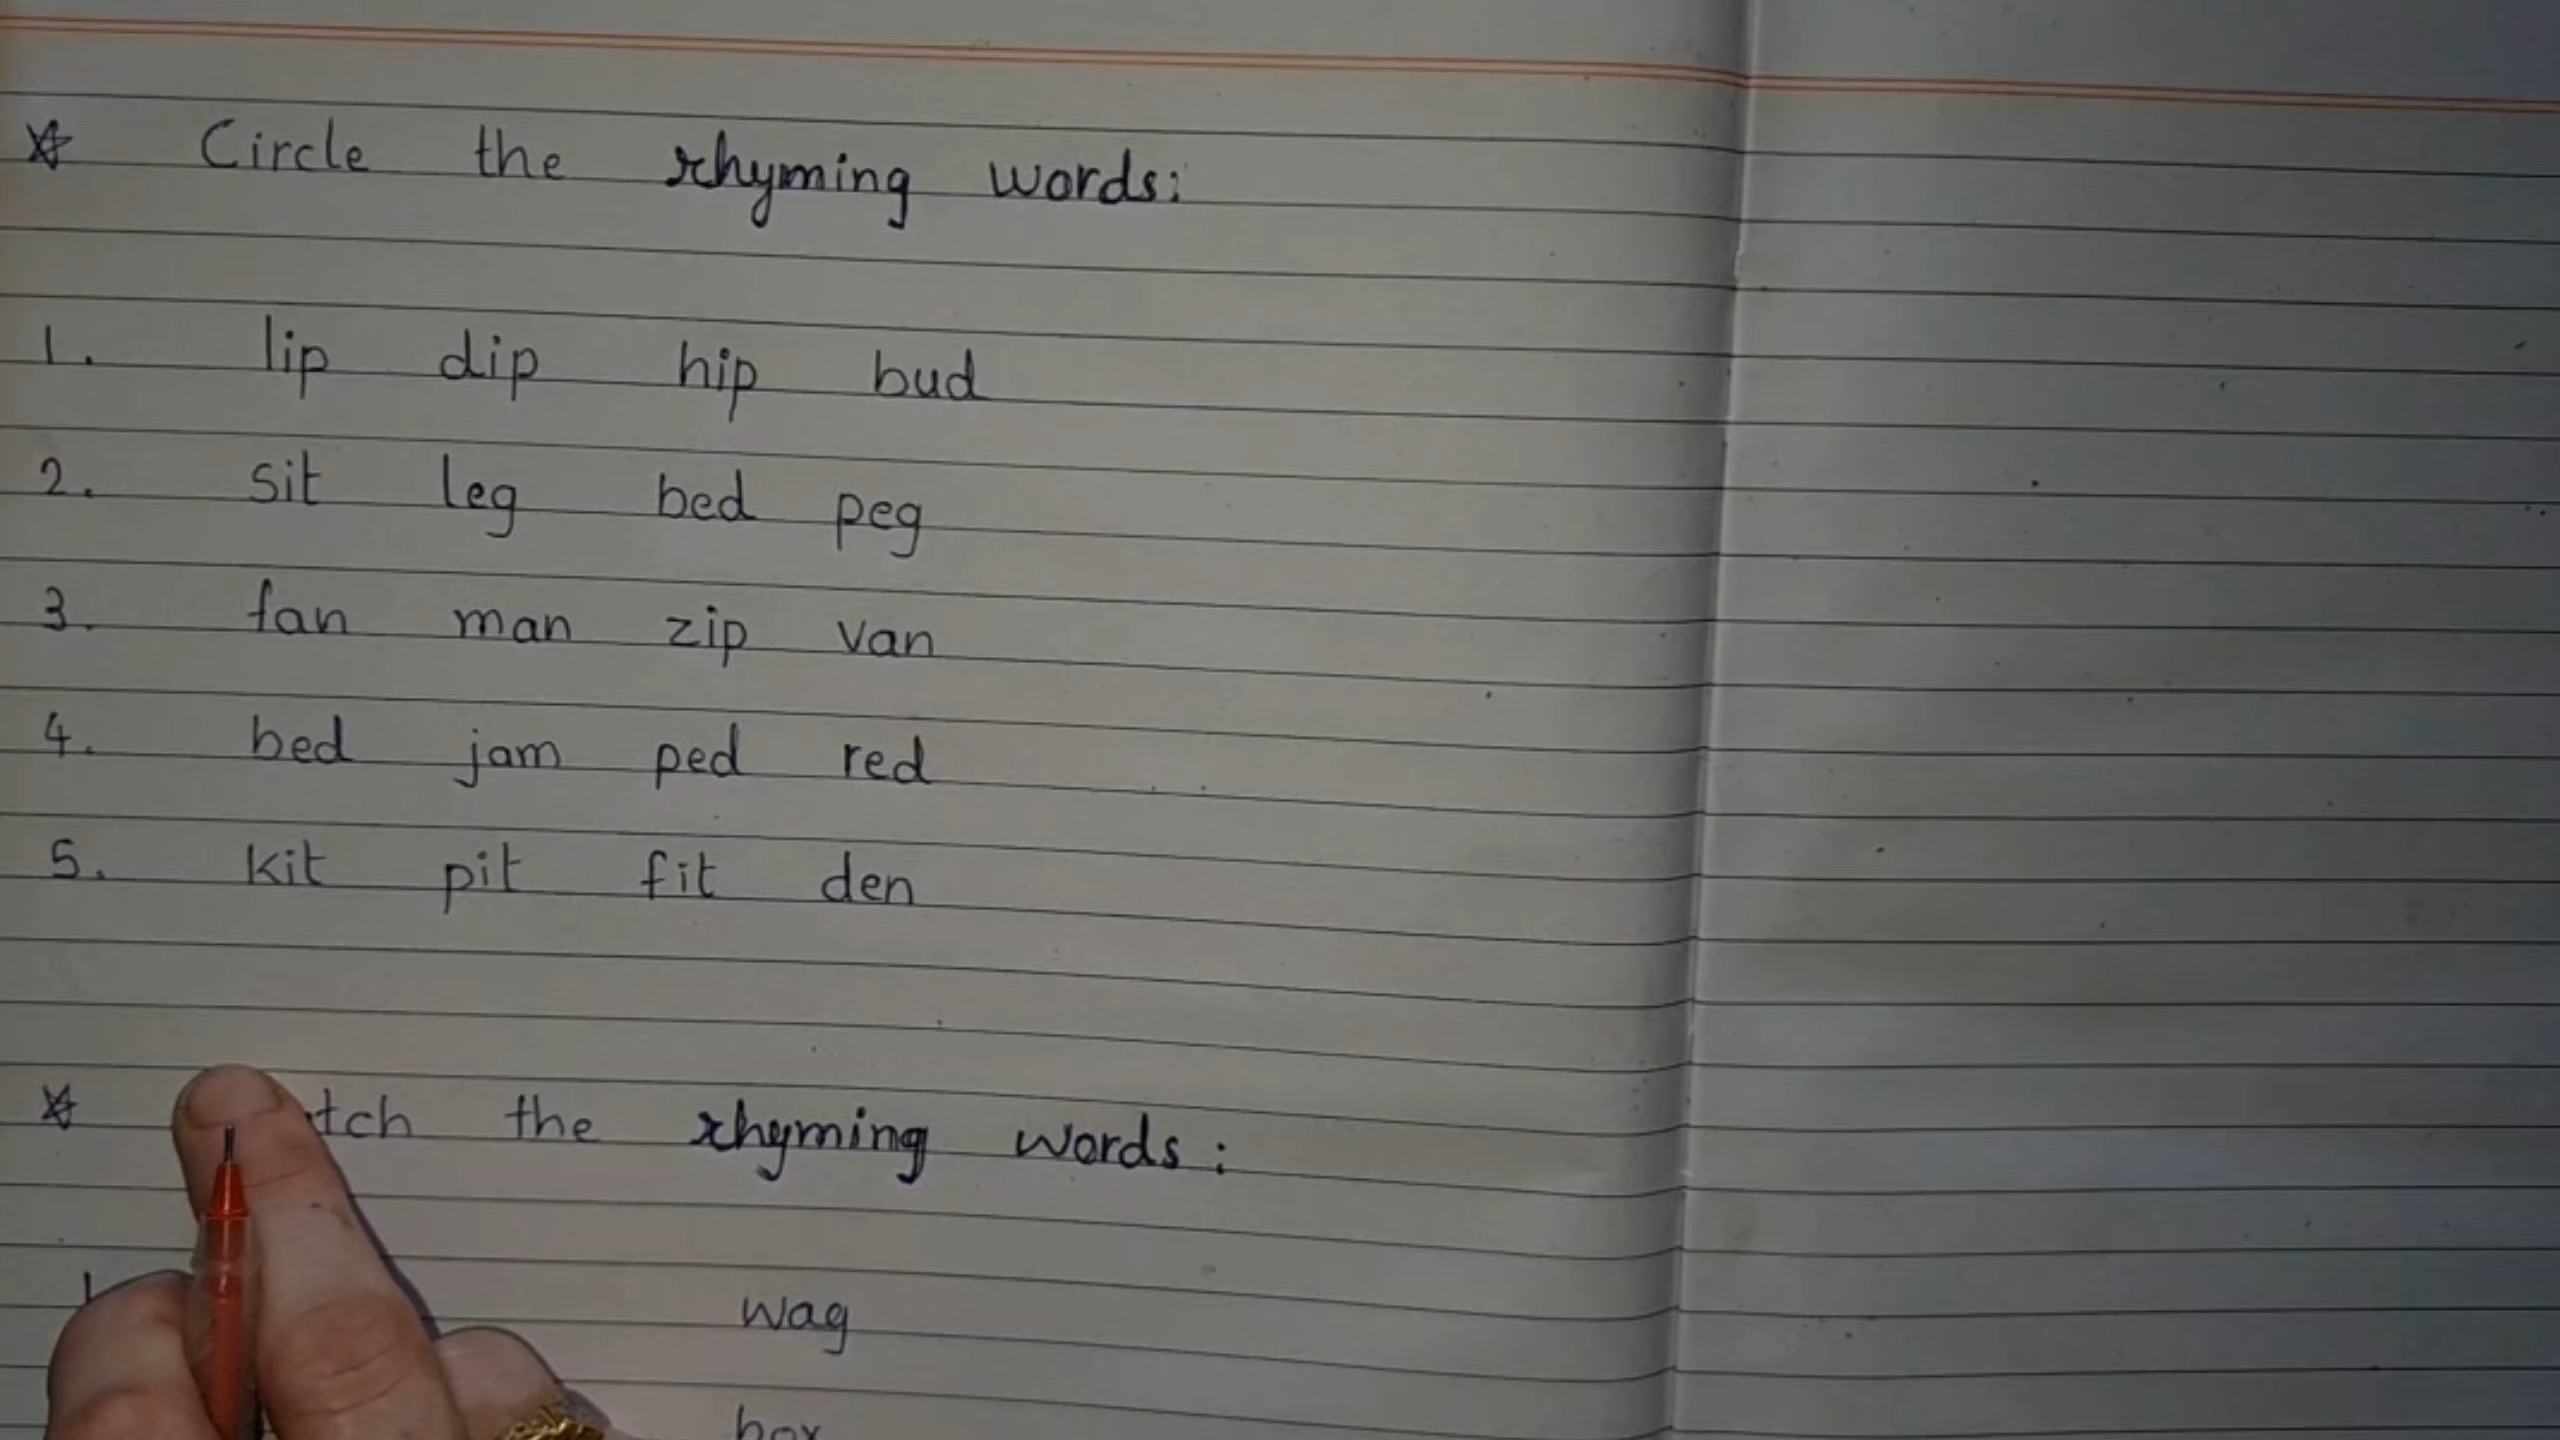 Circle the rhyming words:
1. lip dip hip bud
2. sit leg bed peg
3. fan man zip van
4. bed jam ped red
5. kit pit fit den
the rhyming words:
wag
box